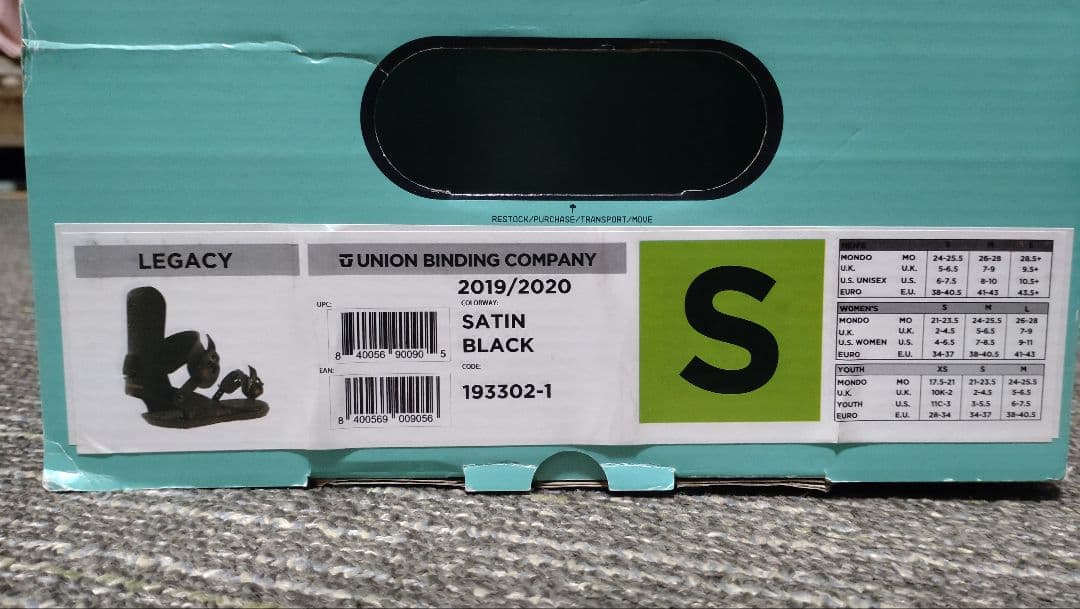 RESTOCK/PURCHASE/TRANSPORT/MOVE
LEGACY
UNION BINDING COMPANY
2019/2020
COLORWAY:
SATIN
BLACK
CODE:
193302-1
UPC:
8 40056 90090 5
EAN:
8 400569 009056
S
MEN'S S M L
MONDO MO 24-25.5 26-28 28.5+
U.K. U.K. 5-6.5 7-9 9.5+
U.S. UNISEX U.S. 6-7.5 8-10 10.5+
EURO E.U. 38-40.5 41-43 43.5+
WOMEN'S S M L
MONDO MO 21-23.5 24-25.5 26-28
U.K. U.K. 2-4.5 5-6.5 7-9
U.S. WOMEN U.S. 4-6.5 7-8.5 9-11
EURO E.U. 34-37 38-40.5 41-43
YOUTH XS S M
MONDO MO 17.5-21 21-23.5 24-25.5
U.K. U.K. 10K-2 2-4.5 5-6.5
YOUTH U.S. 11C-3 3-5.5 6-7.5
EURO E.U. 28-34 34-37 38-40.5